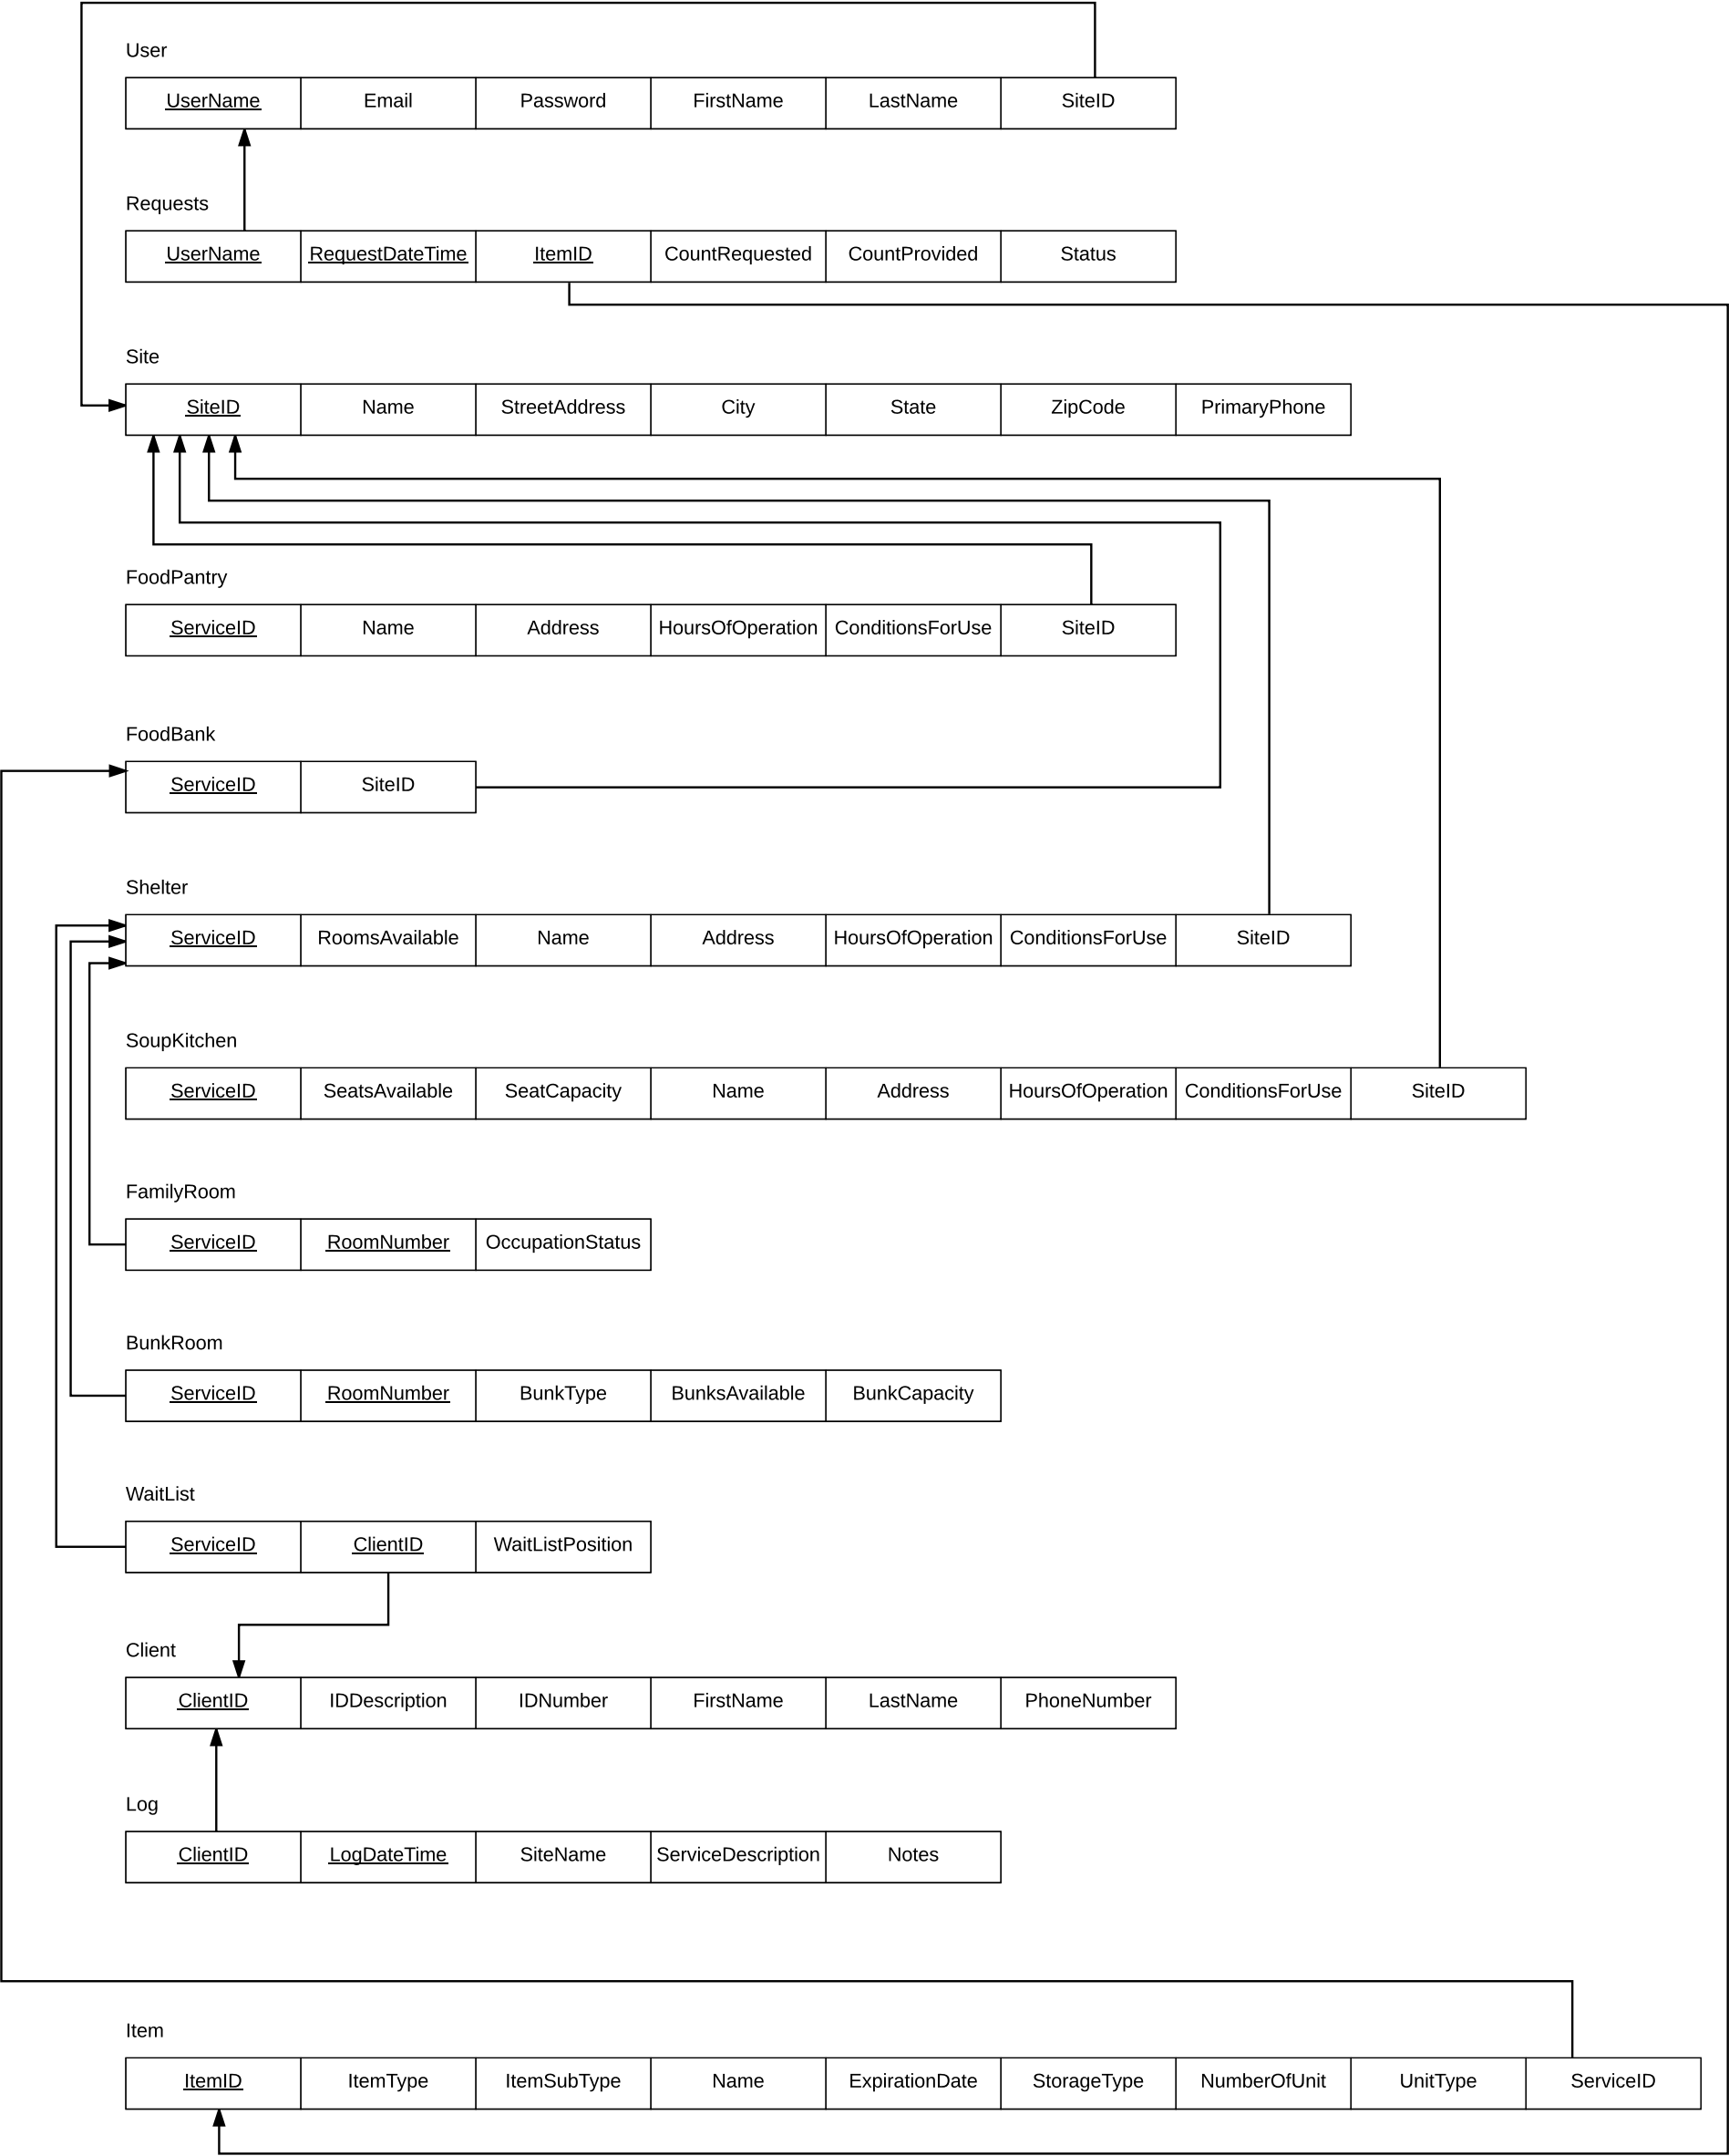 User
UserName Email Password FirstName LastName SiteID
Requests
UserName RequestDateTime ItemID CountRequested CountProvided Status
Site
SiteID Name StreetAddress City State ZipCode PrimaryPhone
FoodPantry
ServiceID Name Address HoursOfOperation ConditionsForUse SiteID
FoodBank
ServiceID SiteID
Shelter
ServiceID RoomsAvailable Name Address HoursOfOperation ConditionsForUse SiteID
SoupKitchen
ServiceID SeatsAvailable SeatCapacity Name Address HoursOfOperation ConditionsForUse SiteID
FamilyRoom
ServiceID RoomNumber OccupationStatus
BunkRoom
ServiceID RoomNumber BunkType BunksAvailable BunkCapacity
WaitList
ServiceID ClientID WaitListPosition
Client
ClientID IDDescription IDNumber FirstName LastName PhoneNumber
Log
ClientID LogDateTime SiteName ServiceDescription Notes
Item
ItemID ItemType ItemSubType Name ExpirationDate StorageType NumberOfUnit UnitType ServiceID